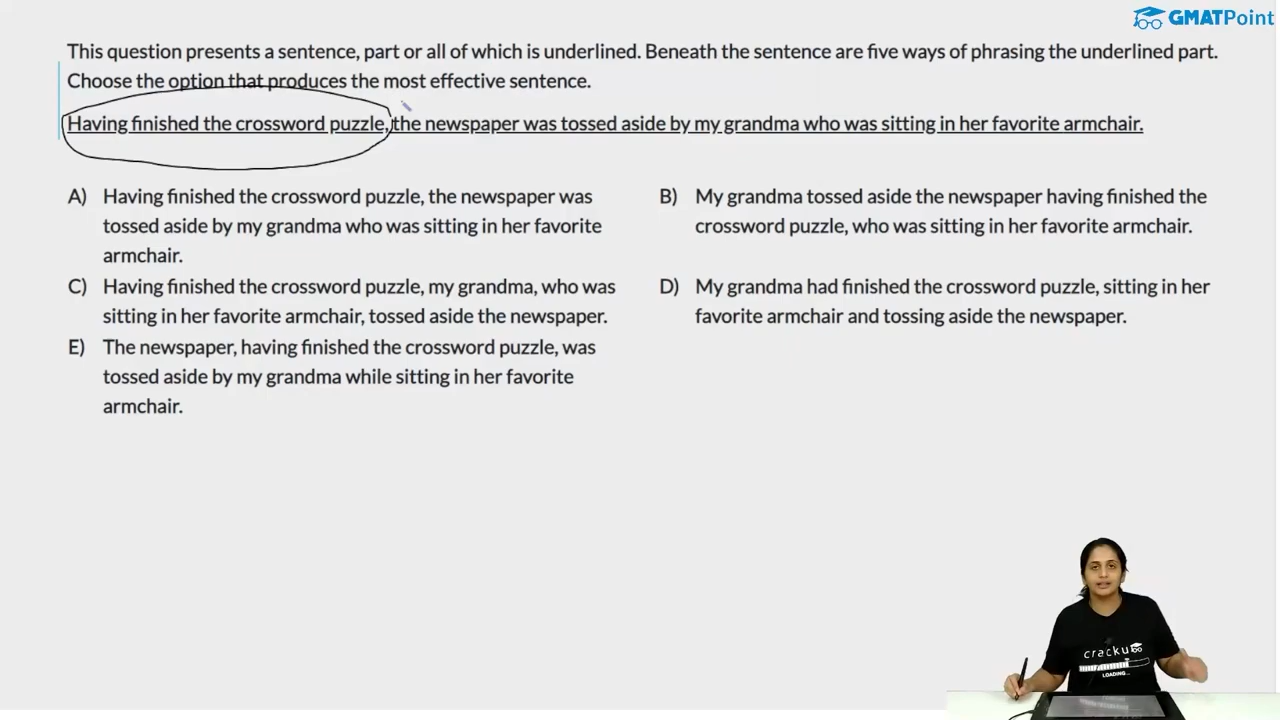 GMATPoint
This question presents a sentence, part or all of which is underlined. Beneath the sentence are five ways of phrasing the underlined part.
Choose the option that produces the most effective sentence.
Having finished the crossword puzzle, the newspaper was tossed aside by my grandma who was sitting in her favorite armchair.
A) Having finished the crossword puzzle, the newspaper was
tossed aside by my grandma who was sitting in her favorite
armchair.
B) My grandma tossed aside the newspaper having finished the
crossword puzzle, who was sitting in her favorite armchair.
C) Having finished the crossword puzzle, my grandma, who was
sitting in her favorite armchair, tossed aside the newspaper.
D) My grandma had finished the crossword puzzle, sitting in her
favorite armchair and tossing aside the newspaper.
E) The newspaper, having finished the crossword puzzle, was
tossed aside by my grandma while sitting in her favorite
armchair.
cracku
LOADING...